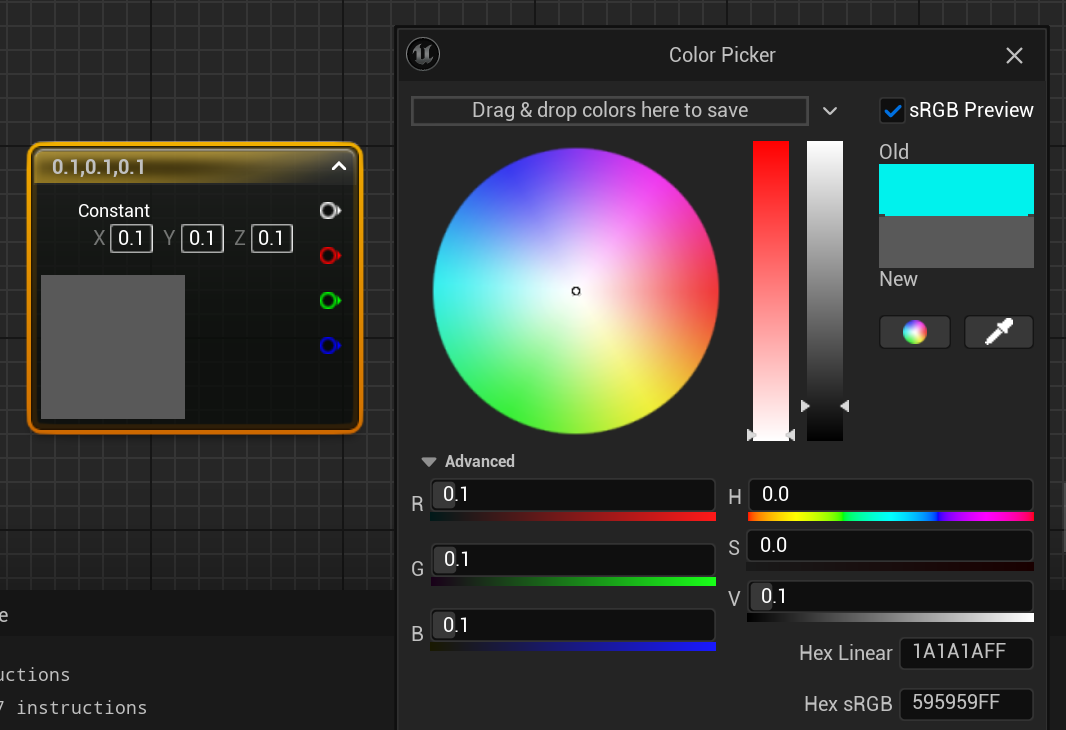 Color Picker
Drag & drop colors here to save
sRGB Preview
Old
New
0.1,0.1,0.1
Constant
X 0.1 Y 0.1 Z 0.1
Advanced
R 0.1
G 0.1
B 0.1
H 0.0
S 0.0
V 0.1
Hex Linear 1A1A1AFF
Hex sRGB 595959FF
e
uctions
7 instructions